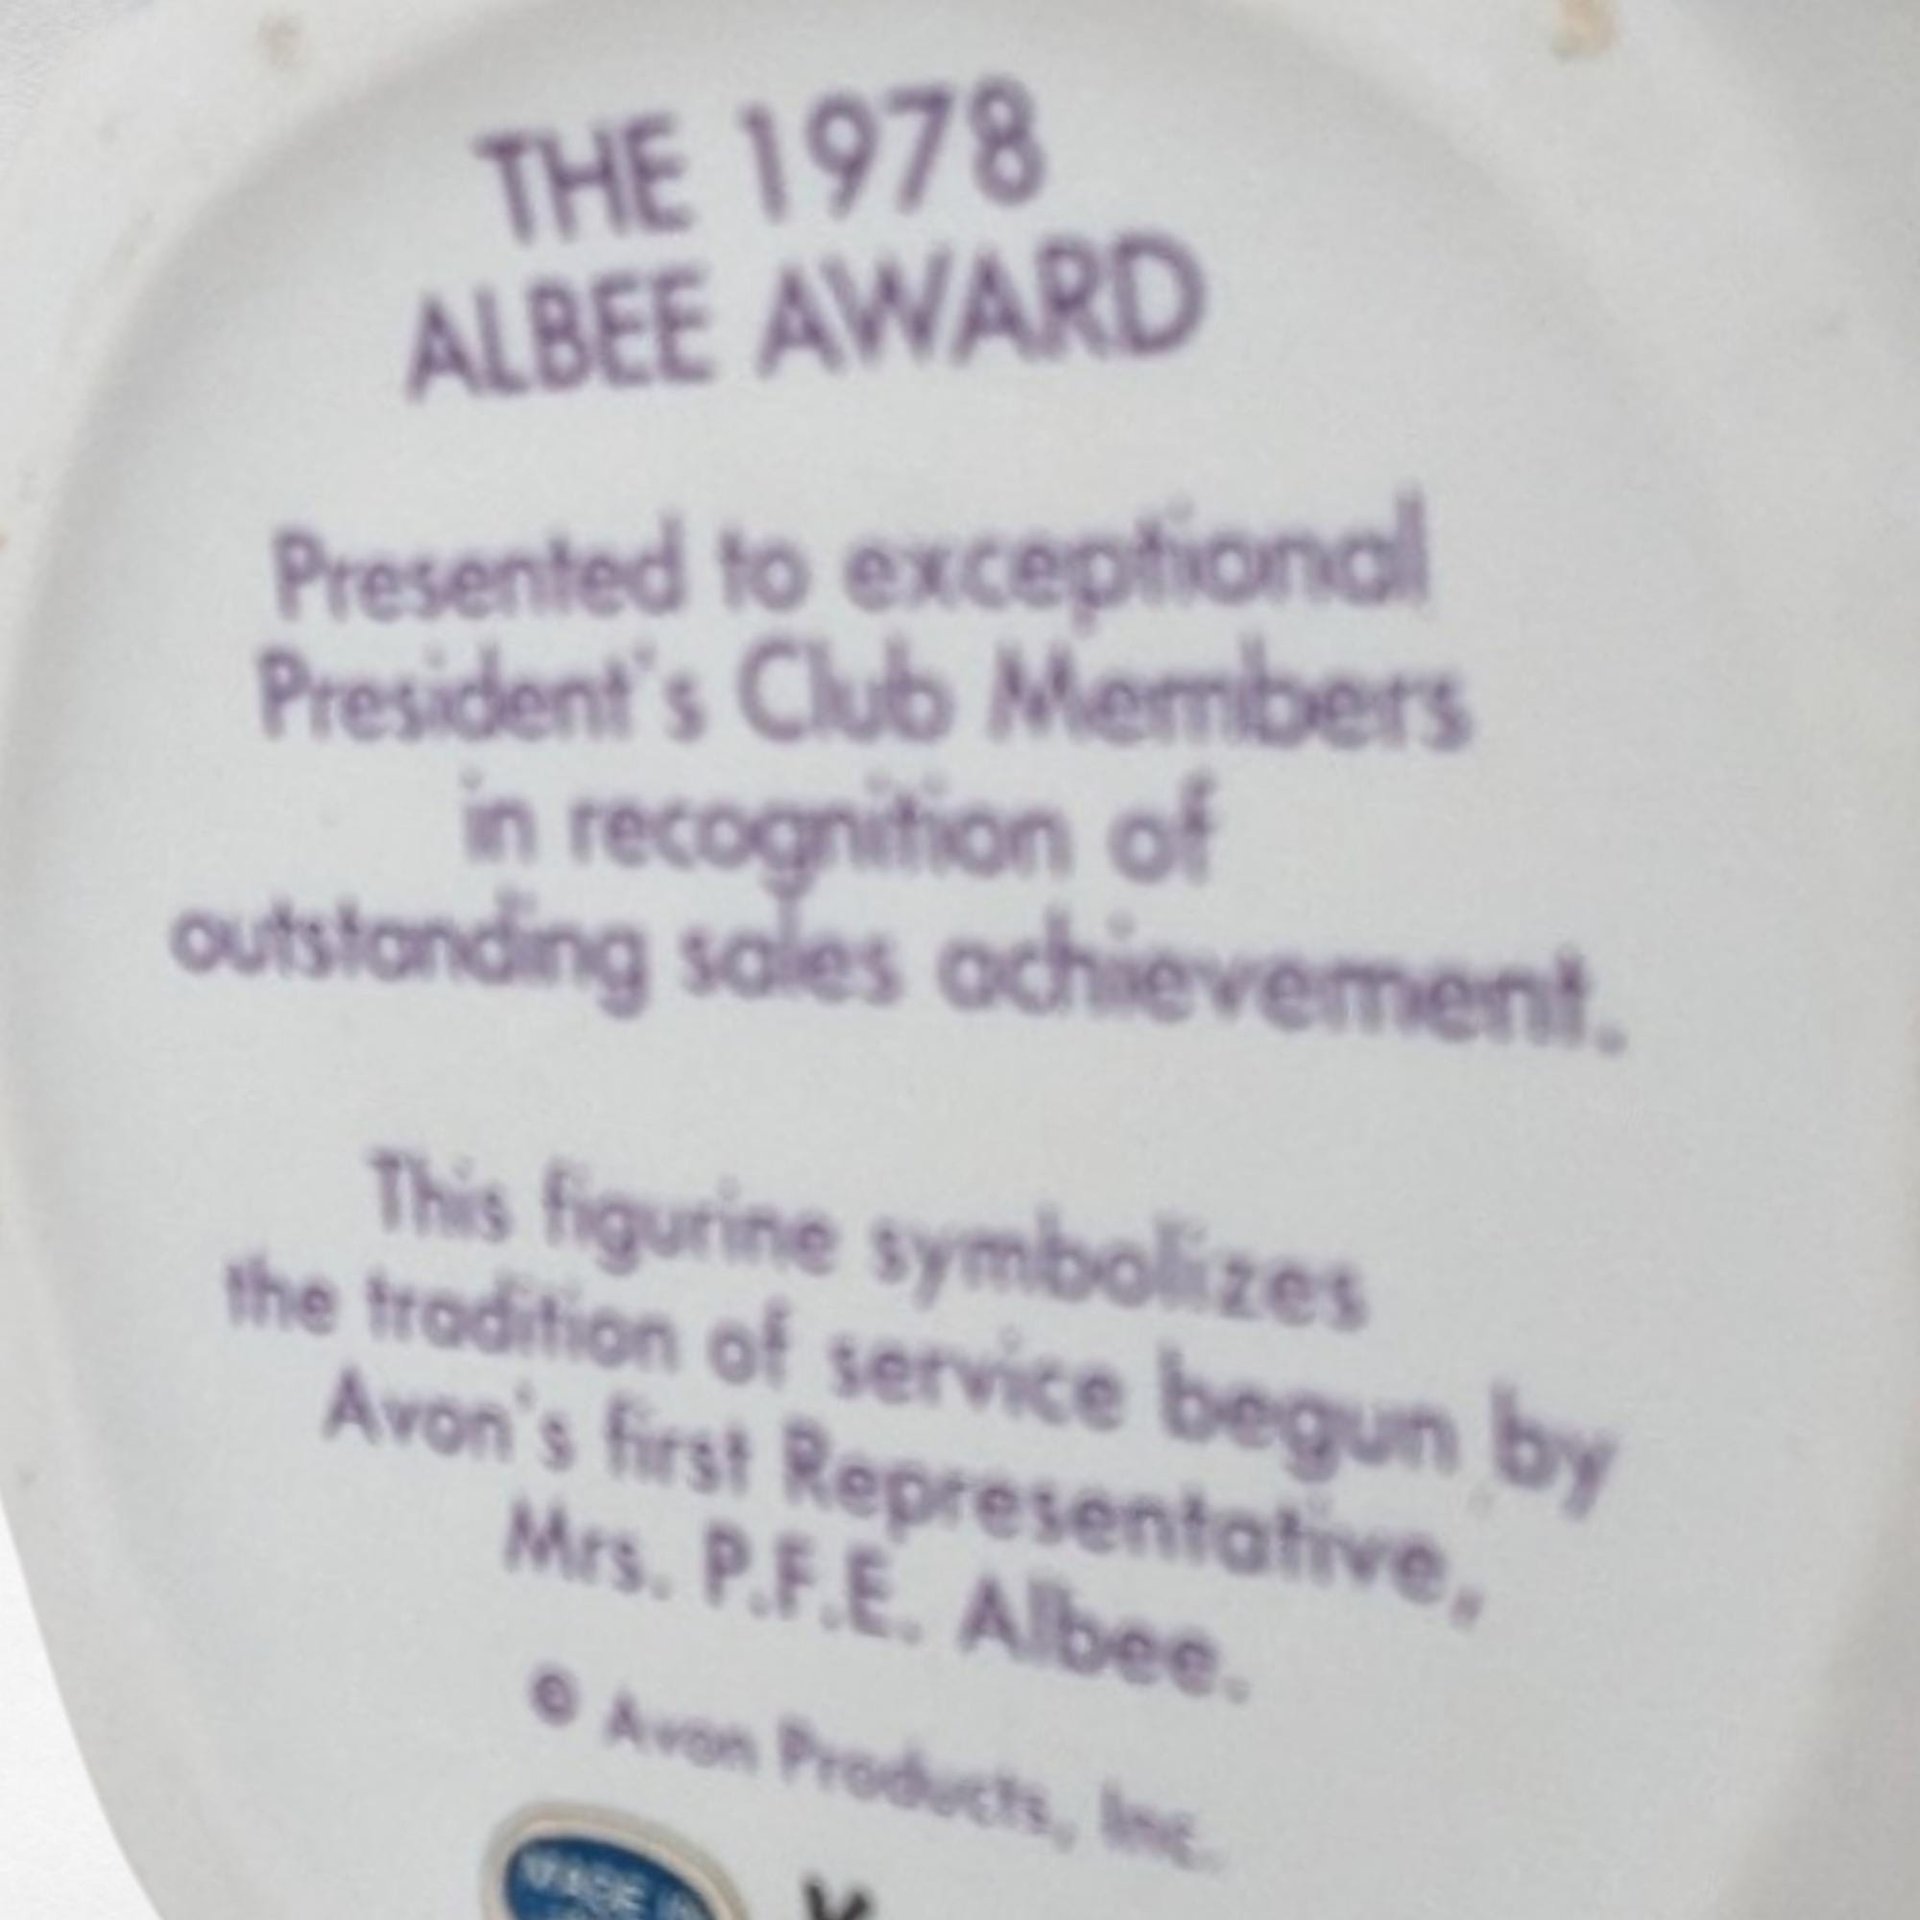 THE 1978
ALBEE AWARD
Presented to exceptional
President's Club Members
in recognition of
outstanding sales achievement.
This figurine symbolizes
the tradition of service begun by
Avon's first Representative,
Mrs. P.F.E. Albee.
© Avon Products, Inc.
MADE